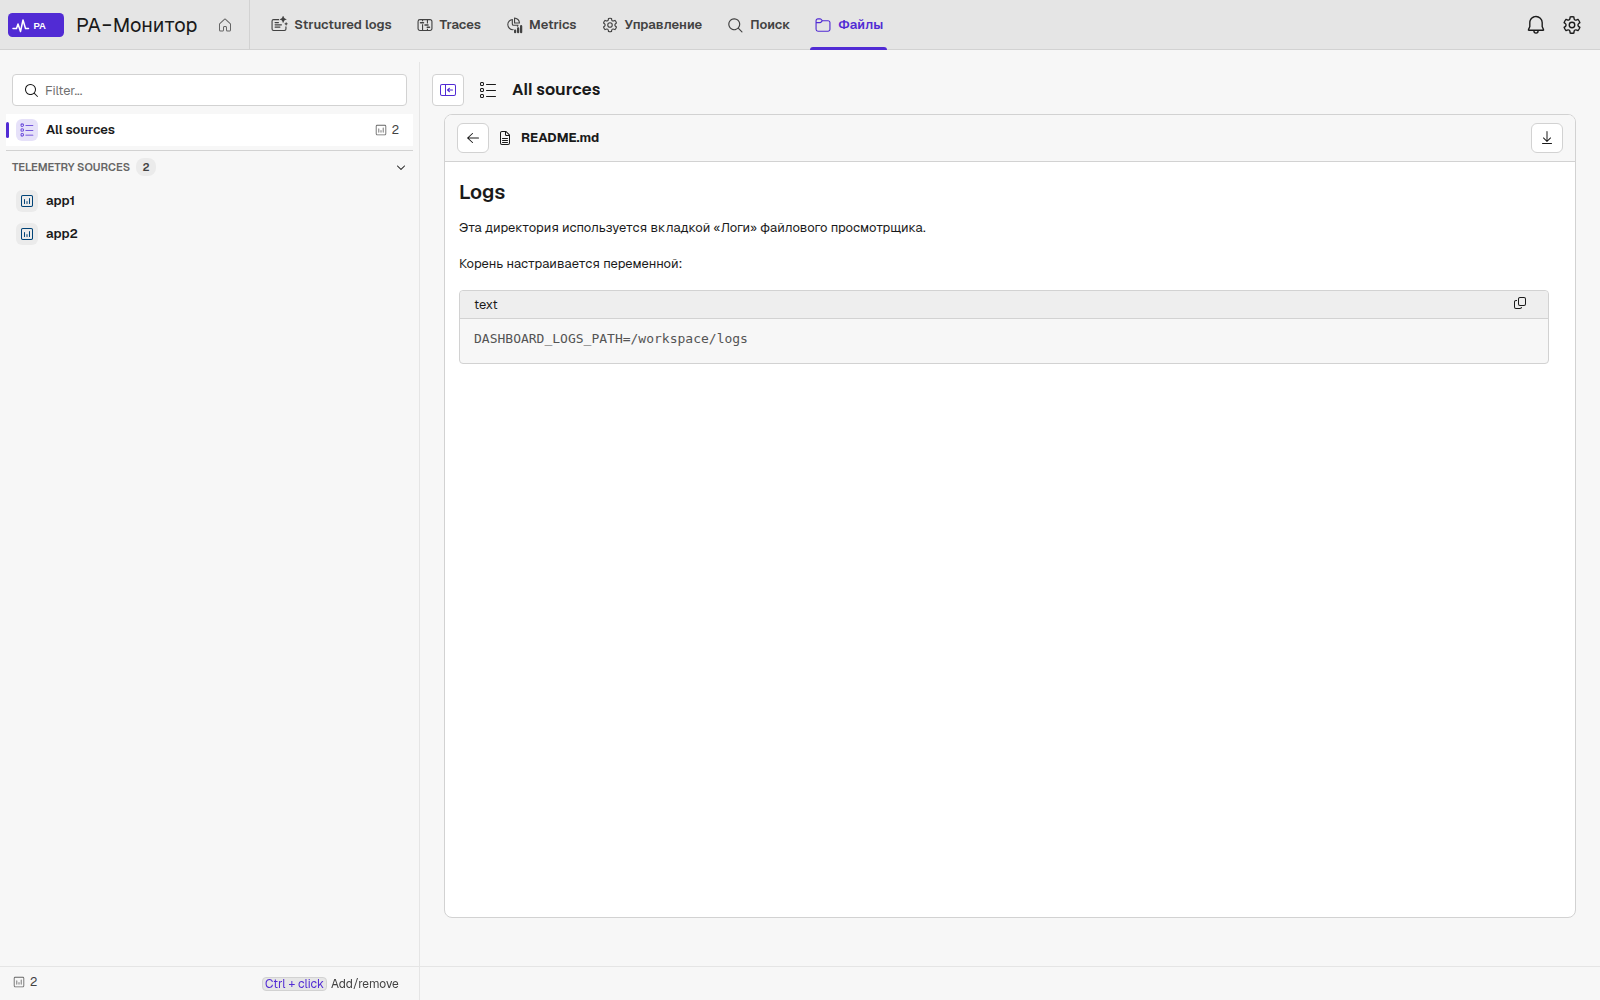 PA
PA-Монитор
Structured logs
Traces
Metrics
Управление
Поиск
Файлы
Filter...
All sources
2
TELEMETRY SOURCES 2
app1
app2
2
Ctrl + click Add/remove
All sources
README.md
Logs
Эта директория используется вкладкой «Логи» файлового просмотрщика.
Корень настраивается переменной:
text
DASHBOARD_LOGS_PATH=/workspace/logs